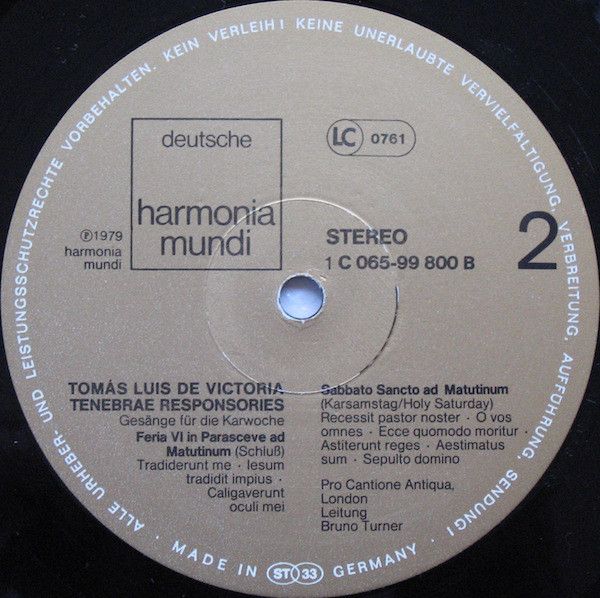 ALLE URHEBER- UND LEISTUNGSSCHUTZRECHTE VORBEHALTEN. KEIN VERLEIH! KEINE UNERLAUBTE VERVIELFÄLTIGUNG, VERBREITUNG, AUFFÜHRUNG, SENDUNG!
deutsche
harmonia
mundi
LC 0761
℗1979
harmonia
mundi
STEREO
1 C 065-99 800 B
2
TOMÁS LUIS DE VICTORIA
TENEBRAE RESPONSORIES
Gesänge für die Karwoche
Feria VI in Parasceve ad
Matutinum (Schluß)
Tradiderunt me · Iesum
tradidit impius ·
Caligaverunt
oculi mei
Sabbato Sancto ad Matutinum
(Karsamstag/Holy Saturday)
Recessit pastor noster · O vos
omnes · Ecce quomodo moritur ·
Astiterunt reges · Aestimatus
sum · Sepulto domino
Pro Cantione Antiqua,
London
Leitung
Bruno Turner
· MADE IN ST 33 GERMANY ·